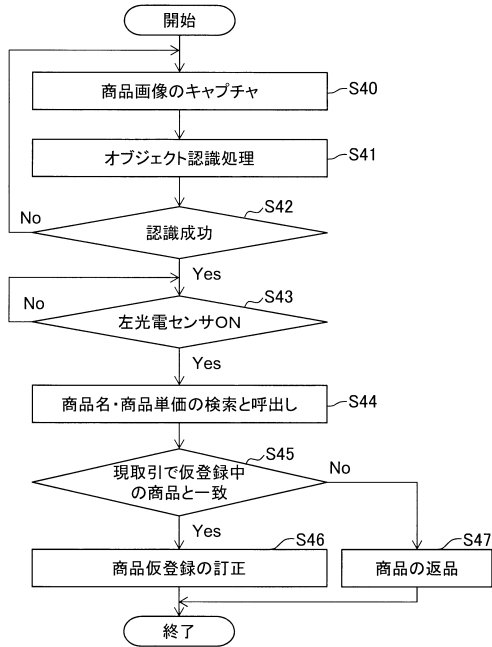 開始
商品画像のキャプチャ
S40
オブジェクト認識処理
S41
S42
認識成功
No
Yes
S43
左光電センサON
No
Yes
商品名・商品単価の検索と呼出し
S44
S45
現取引で仮登録中
の商品と一致
No
Yes
S46
商品仮登録の訂正
S47
商品の返品
終了